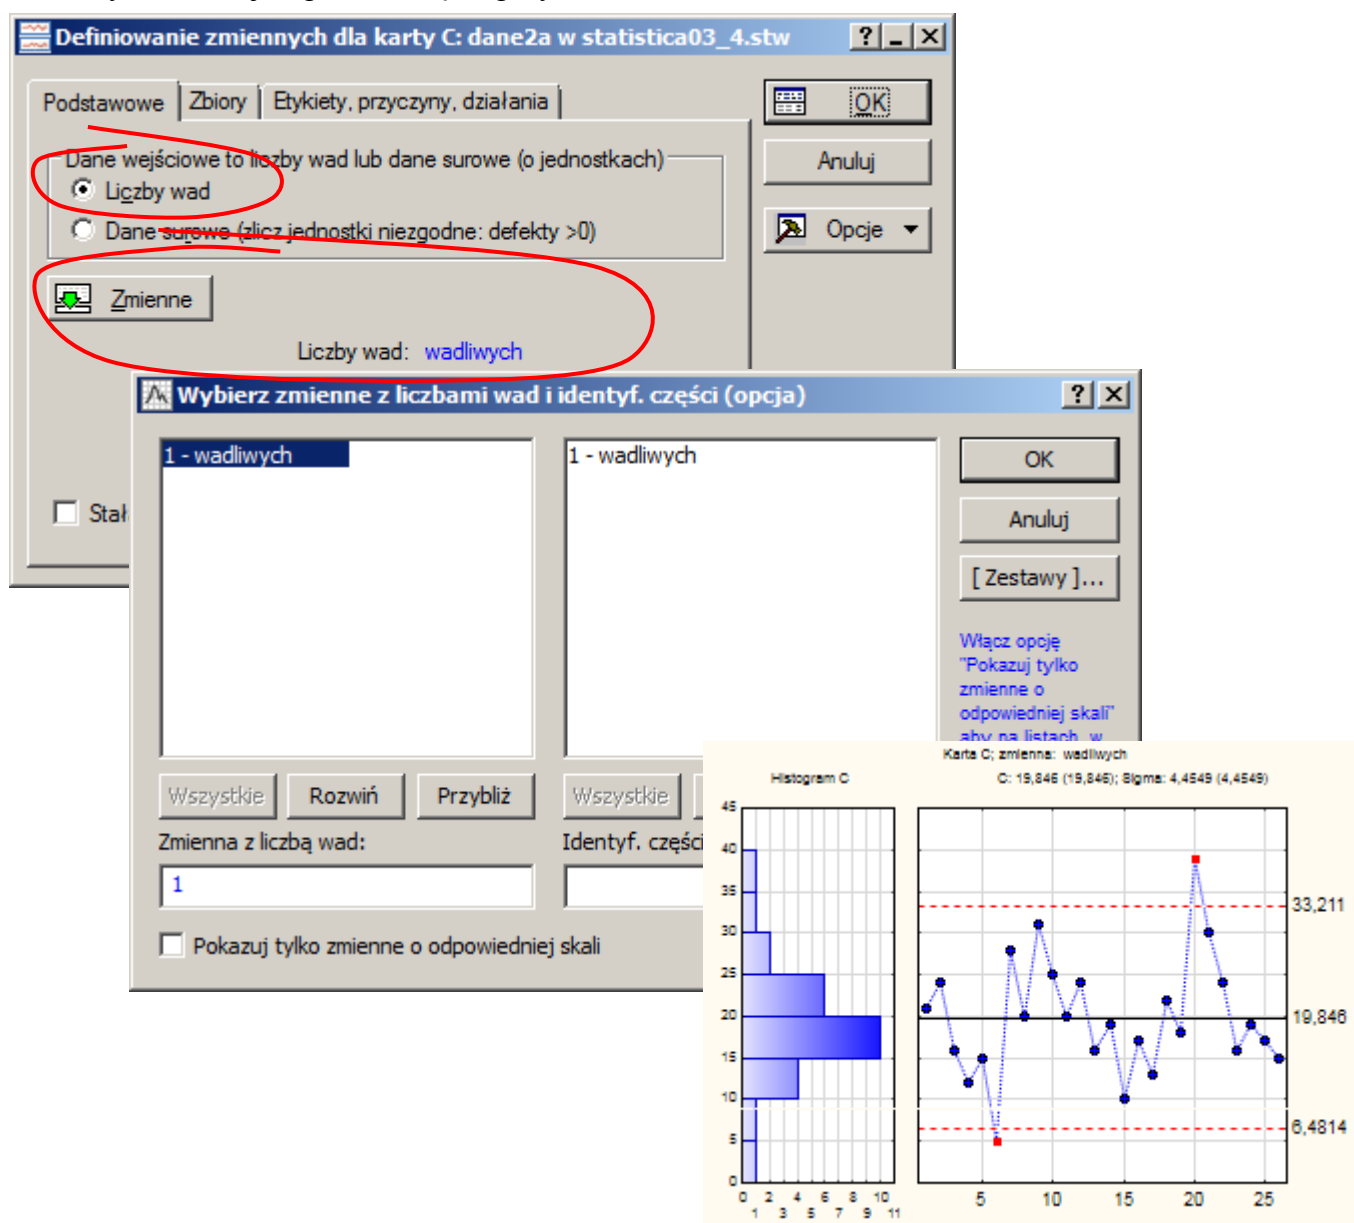 Definiowanie zmiennych dla karty C: dane2a w statistica03_4.stw
Podstawowe
Zbiory
Etykiety, przyczyny, działania
OK
Anuluj
Opcje
Dane wejściowe to liczby wad lub dane surowe (o jednostkach)
Liczby wad
Dane surowe (zlicz jednostki niezgodne: defekty >0)
Zmienne
Liczby wad: wadliwych
Stał
Wybierz zmienne z liczbami wad i identyf. części (opcja)
1 - wadliwych
1 - wadliwych
OK
Anuluj
[ Zestawy ]...
Włącz opcję
"Pokazuj tylko
zmienne o
odpowiedniej skali"
aby na listach, w
Wszystkie
Rozwiń
Przybliż
Wszystkie
Zmienna z liczbą wad:
Identyf. części
1
Pokazuj tylko zmienne o odpowiedniej skali
Karta C; zmienna: wadliwych
Histogram C
C: 19,846 (19,846); Sigma: 4,4549 (4,4549)
45
40
35
30
25
20
15
10
5
0
0 2 4 6 8 10
1 3 5 7 9 11
33,211
19,846
6,4814
5 10 15 20 25